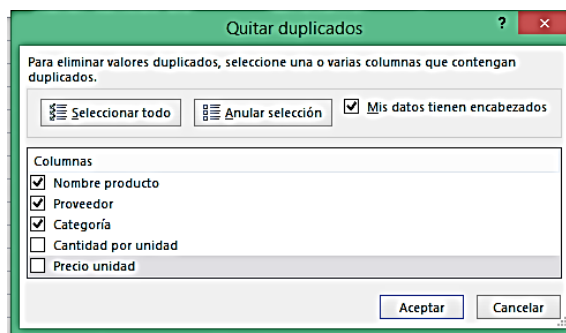 Quitar duplicados
Para eliminar valores duplicados, seleccione una o varias columnas que contengan
duplicados.
Seleccionar todo
Anular selección
Mis datos tienen encabezados
Columnas
Nombre producto
Proveedor
Categoría
Cantidad por unidad
Precio unidad
Aceptar
Cancelar